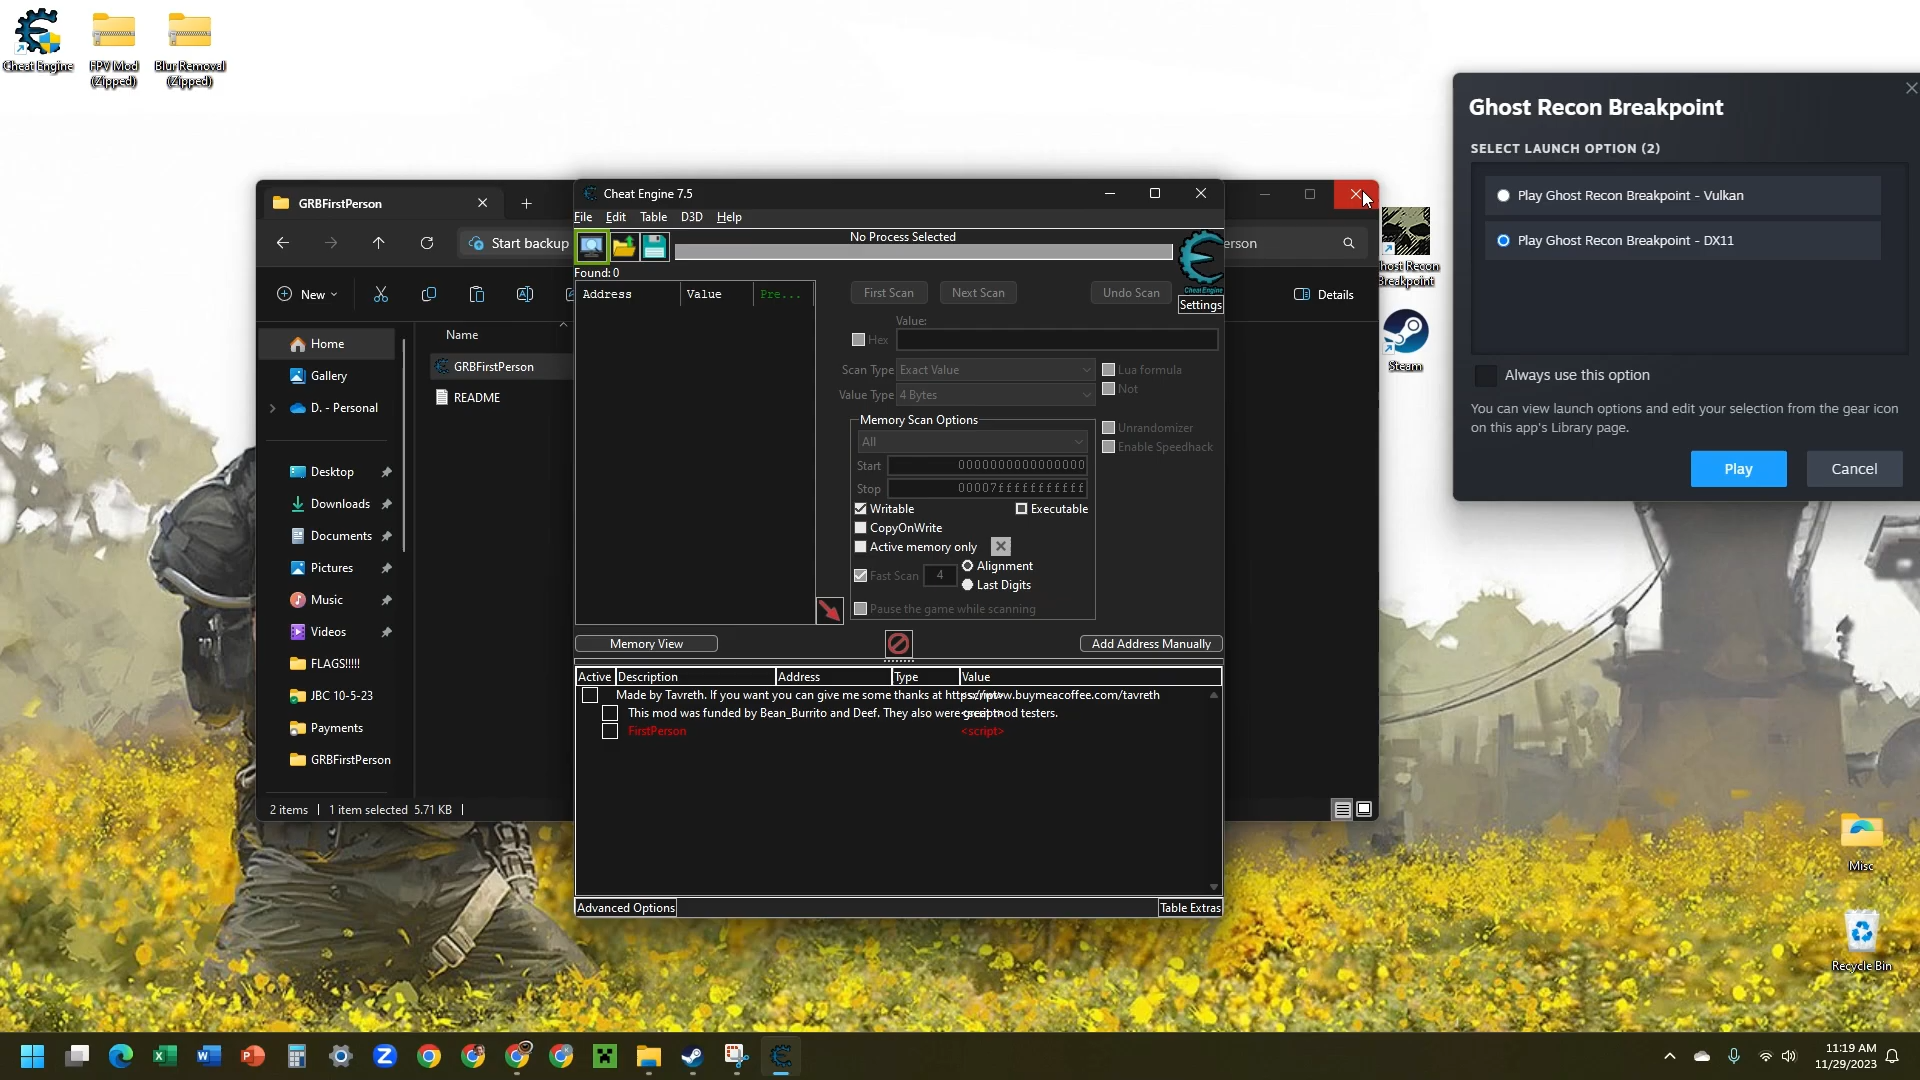 Cheat Engine
FPV Mod
(Zipped)
Blur Removal
(Zipped)
GRBFirstPerson
Start backup
erson
New
Details
Home
Gallery
D. - Personal
Desktop
Downloads
Documents
Pictures
Music
Videos
FLAGS!!!!!
JBC 10-5-23
Payments
GRBFirstPerson
Name
GRBFirstPerson
README
2 items
1 item selected 5.71 KB
Cheat Engine 7.5
File Edit Table D3D Help
No Process Selected
Found: 0
Address Value Pre...
First Scan Next Scan Undo Scan
Cheat Engine
Settings
Value:
Hex
Scan Type Exact Value
Lua formula
Not
Value Type 4 Bytes
Memory Scan Options
All
Unrandomizer
Enable Speedhack
Start 0000000000000000
Stop 00007fffffffffff
Writable Executable
CopyOnWrite
Active memory only
Fast Scan 4 Alignment
Last Digits
Pause the game while scanning
Memory View
Add Address Manually
Active Description Address Type Value
Made by Tavreth. If you want you can give me some thanks at https://www.buymeacoffee.com/tavreth
This mod was funded by Bean_Burrito and Deef. They also were great mod testers.
FirstPerson <script>
Advanced Options
Table Extras
Ghost Recon Breakpoint
SELECT LAUNCH OPTION (2)
Play Ghost Recon Breakpoint - Vulkan
Play Ghost Recon Breakpoint - DX11
Always use this option
You can view launch options and edit your selection from the gear icon
on this app's Library page.
Play Cancel
Ghost Recon
Breakpoint
Steam
Misc
Recycle Bin
11:19 AM
11/29/2023